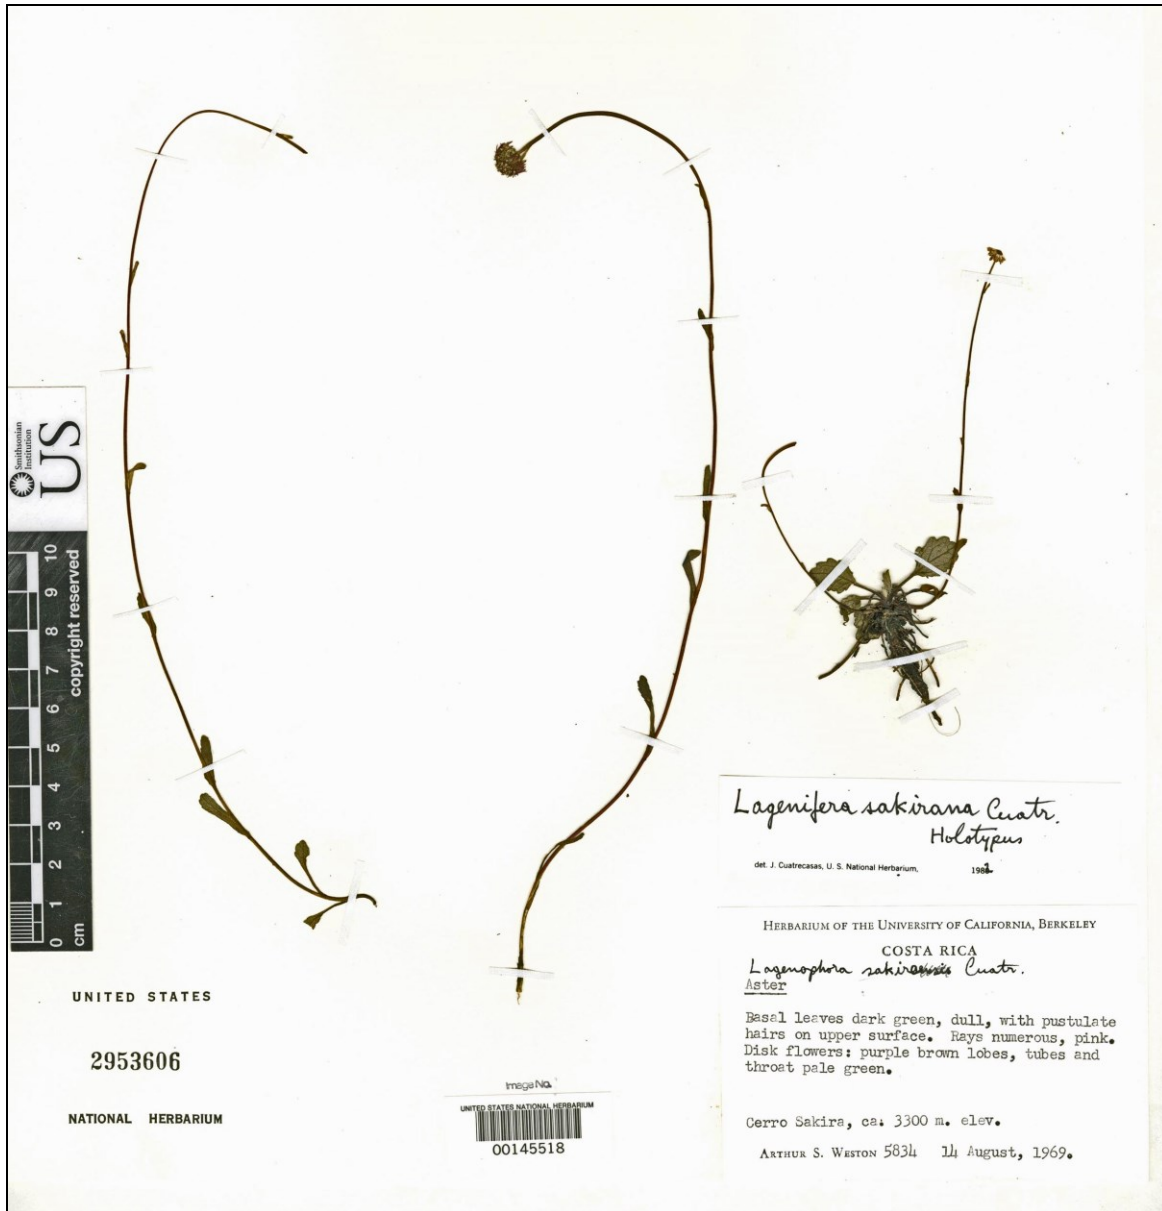 Smithsonian
Institution
US
copyright reserved
10
9
8
7
6
5
4
3
2
1
0
cm
UNITED STATES
2953606
NATIONAL HERBARIUM
Image No.
UNITED STATES NATIONAL HERBARIUM
00145518
Lagenifera sakirana Cuatr.
Holotypus
det. J. Cuatrecasas, U. S. National Herbarium, 1982
HERBARIUM OF THE UNIVERSITY OF CALIFORNIA, BERKELEY
COSTA RICA
Lagenophora Cuatr.
Aster
Basal leaves dark green, dull, with pustulate
hairs on upper surface. Rays numerous, pink.
Disk flowers: purple brown lobes, tubes and
throat pale green.
Cerro Sakira, ca. 3300 m. elev.
ARTHUR S. WESTON 5834 14 August, 1969.